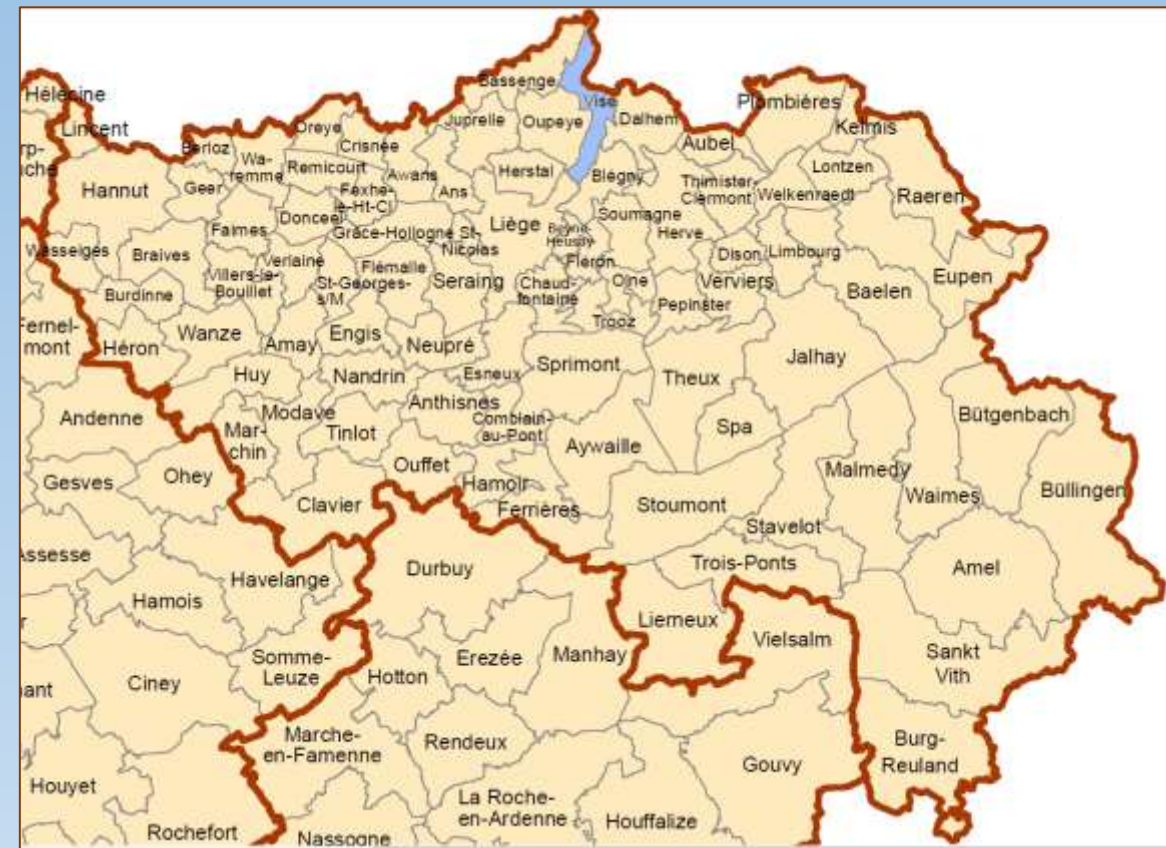 Hélécine
Lincent
Bassenge
Visé
Plombières
Kelmis
Juprelle
Oupeye
Dalhem
Oreye
Crisnée
Aubel
Berloz
Wa-
remme
Remicourt
Awans
Ans
Herstal
Blegny
Lontzen
Hannut
Geer
Fexhe-
le-Ht-Cl
Thimister-
Clermont
Welkenraedt
Raeren
Donceel
Faimes
Grâce-Hollogne
St-
Nicolas
Liège
Beyne-
Heusay
Soumagne
Herve
Wasseiges
Braives
Verlaine
Villers-le-
Bouillet
St-Georges-
s/M
Flémalle
Seraing
Fléron
Chaud-
fontaine
Olne
Dison
Limbourg
Verviers
Eupen
Baelen
Burdinne
Pepinster
Trooz
Fernel-
mont
Héron
Wanze
Amay
Engis
Neupré
Sprimont
Jalhay
Huy
Nandrin
Esneux
Theux
Andenne
Modave
Anthisnes
Mar-
chin
Tinlot
Comblain-
au-Pont
Spa
Bütgenbach
Aywaille
Gesves
Ohey
Ouffet
Hamoir
Malmedy
Waimes
Büllingen
Clavier
Ferrières
Stoumont
Stavelot
Assesse
Havelange
Durbuy
Trois-Ponts
Amel
Hamois
Lierneux
Vielsalm
Somme-
Leuze
Erezée
Manhay
Sankt
Vith
Ciney
Hotton
Marche-
en-Famenne
Rendeux
Burg-
Reuland
Houyet
Gouvy
La Roche-
en-Ardenne
Houffalize
Rochefort
Nassogne